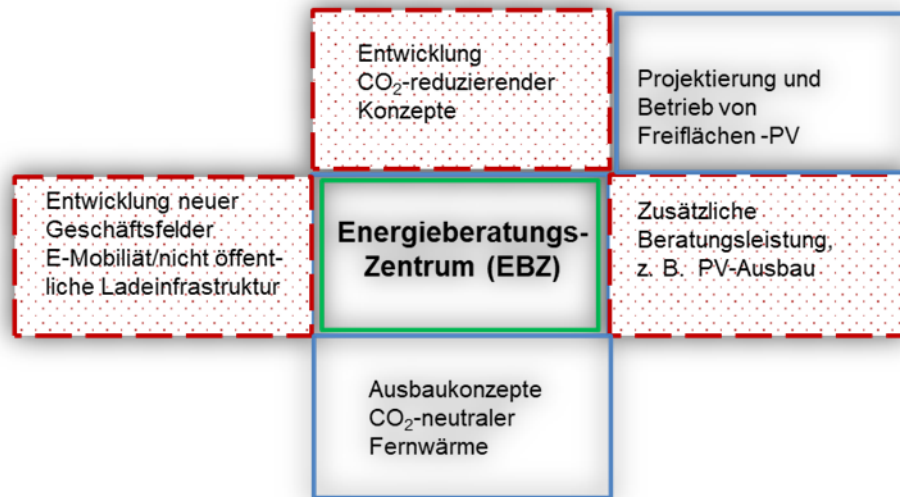 Entwicklung
CO₂-reduzierender
Konzepte
Projektierung und
Betrieb von
Freiflächen -PV
Entwicklung neuer
Geschäftsfelder
E-Mobiliät/nicht öffent-
liche Ladeinfrastruktur
Energieberatungs-
Zentrum (EBZ)
Zusätzliche
Beratungsleistung,
z. B. PV-Ausbau
Ausbaukonzepte
CO₂-neutraler
Fernwärme